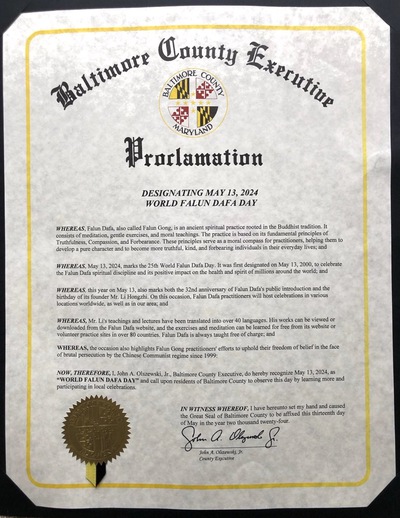 Baltimore County Executive
BALTIMORE COUNTY
MARYLAND
Proclamation
DESIGNATING MAY 13, 2024
WORLD FALUN DAFA DAY
WHEREAS, Falun Dafa, also called Falun Gong, is an ancient spiritual practice rooted in the Buddhist tradition. It
consists of meditation, gentle exercises, and moral teachings. The practice is based on its fundamental principles of
Truthfulness, Compassion, and Forbearance. These principles serve as a moral compass for practitioners, helping them to
develop a pure character and to become more truthful, kind, and forbearing individuals in their everyday lives; and
WHEREAS, May 13, 2024, marks the 25th World Falun Dafa Day. It was first designated on May 13, 2000, to celebrate
the Falun Dafa spiritual discipline and its positive impact on the health and spirit of millions around the world; and
WHEREAS, this year on May 13, also marks both the 32nd anniversary of Falun Dafa's public introduction and the
birthday of its founder Mr. Li Hongzhi. On this occasion, Falun Dafa practitioners will host celebrations in various
locations worldwide, as well as in our area; and
WHEREAS, Mr. Li's teachings and lectures have been translated into over 40 languages. His works can be viewed or
downloaded from the Falun Dafa website, and the exercises and meditation can be learned for free from its website or
volunteer practice sites in over 80 countries. Falun Dafa is always taught free of charge; and
WHEREAS, the occasion also highlights Falun Gong practitioners' efforts to uphold their freedom of belief in the face
of brutal persecution by the Chinese Communist regime since 1999:
NOW, THEREFORE, I, John A. Olszewski, Jr., Baltimore County Executive, do hereby recognize May 13, 2024, as
"WORLD FALUN DAFA DAY" and call upon residents of Baltimore County to observe this day by learning more and
participating in local celebrations.
IN WITNESS WHEREOF, I have hereunto set my hand and caused
the Great Seal of Baltimore County to be affixed this thirteenth
day of May in the year two thousand twenty-four.
John A. Olszewski Jr.
John A. Olszewski, Jr.
County Executive